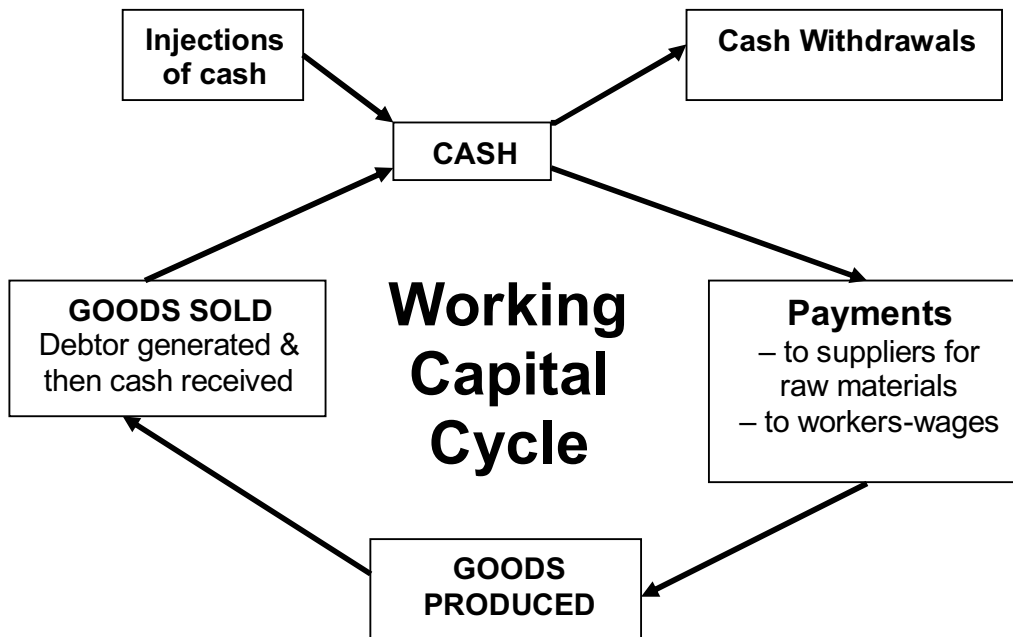 Injections
of cash
Cash Withdrawals
CASH
GOODS SOLD
Debtor generated &
then cash received
Working
Capital
Cycle
Payments
– to suppliers for
raw materials
– to workers-wages
GOODS
PRODUCED